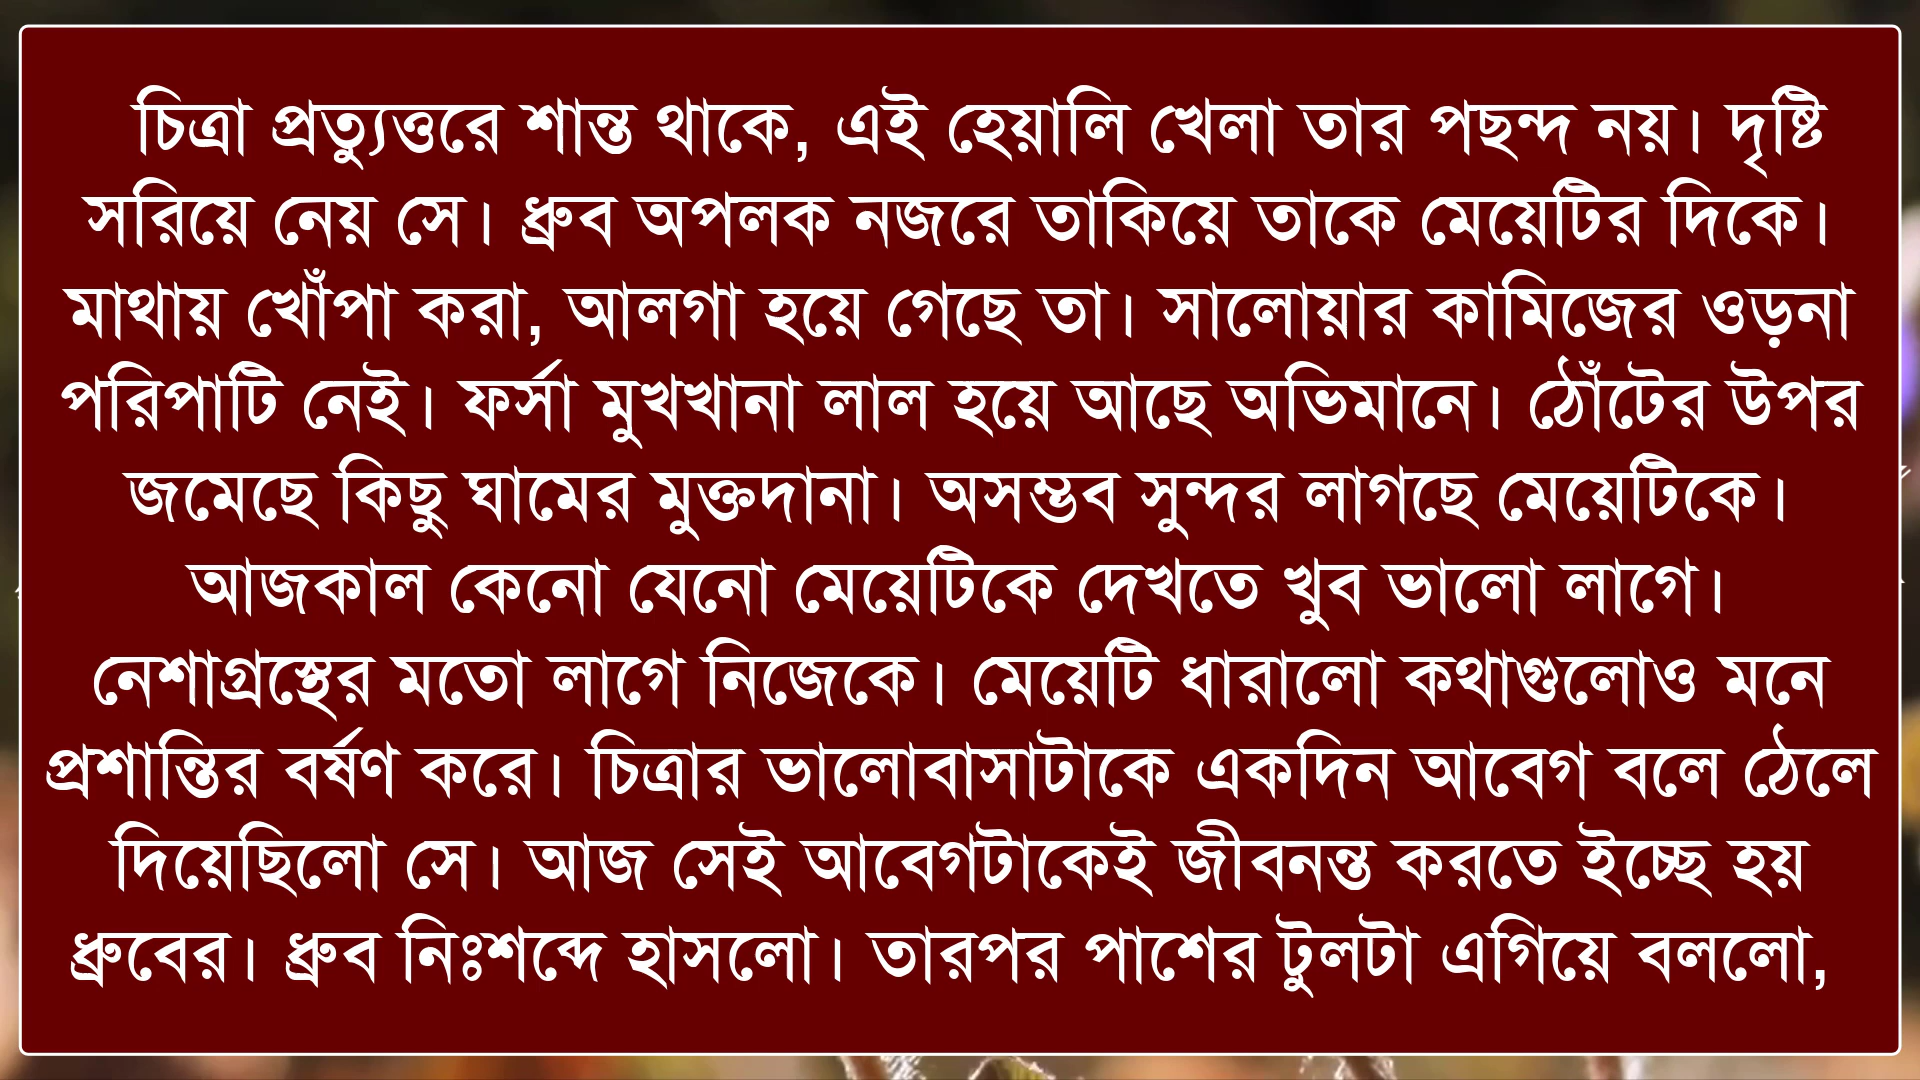 চিত্রা প্রত্যুত্তরে শান্ত থাকে, এই হেয়ালি খেলা তার পছন্দ নয়। দৃষ্টি
সরিয়ে নেয় সে। ধ্রুব অপলক নজরে তাকিয়ে তাকে মেয়েটির দিকে।
মাথায় খোঁপা করা, আলগা হয়ে গেছে তা। সালোয়ার কামিজের ওড়না
পরিপাটি নেই। ফর্সা মুখখানা লাল হয়ে আছে অভিমানে। ঠোঁটের উপর
জমেছে কিছু ঘামের মুক্তদানা। অসম্ভব সুন্দর লাগছে মেয়েটিকে।
আজকাল কেনো যেনো মেয়েটিকে দেখতে খুব ভালো লাগে।
নেশাগ্রস্থের মতো লাগে নিজেকে। মেয়েটি ধারালো কথাগুলোও মনে
প্রশান্তির বর্ষণ করে। চিত্রার ভালোবাসাটাকে একদিন আবেগ বলে ঠেলে
দিয়েছিলো সে। আজ সেই আবেগটাকেই জীবনন্ত করতে ইচ্ছে হয়
ধ্রুবের। ধ্রুব নিঃশব্দে হাসলো। তারপর পাশের টুলটা এগিয়ে বললো,